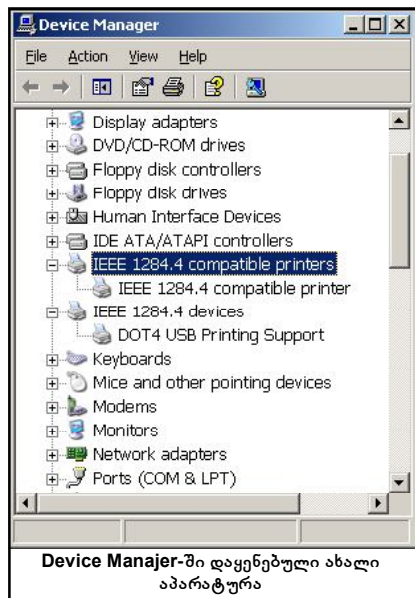 Device Manager
File Action View Help
Display adapters
DVD/CD-ROM drives
Floppy disk controllers
Floppy disk drives
Human Interface Devices
IDE ATA/ATAPI controllers
IEEE 1284.4 compatible printers
IEEE 1284.4 compatible printer
IEEE 1284.4 devices
DOT4 USB Printing Support
Keyboards
Mice and other pointing devices
Modems
Monitors
Network adapters
Ports (COM & LPT)
Device Manajer-ში დაყენებული ახალი
აპარატურა